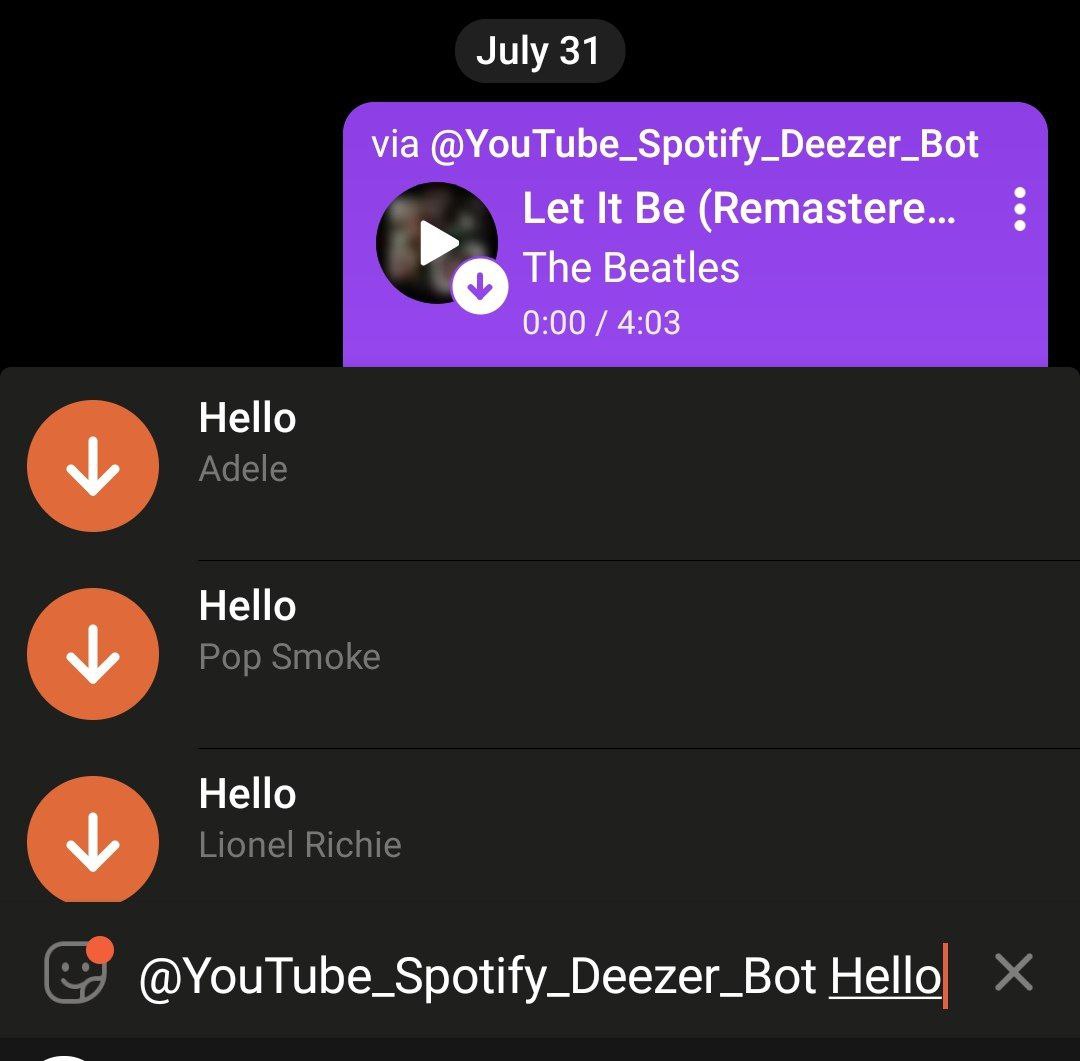 July 31
via @YouTube_Spotify_Deezer_Bot
Let It Be (Remastere...
The Beatles
0:00 / 4:03
Hello
Adele
Hello
Pop Smoke
Hello
Lionel Richie
@YouTube_Spotify_Deezer_Bot Hello